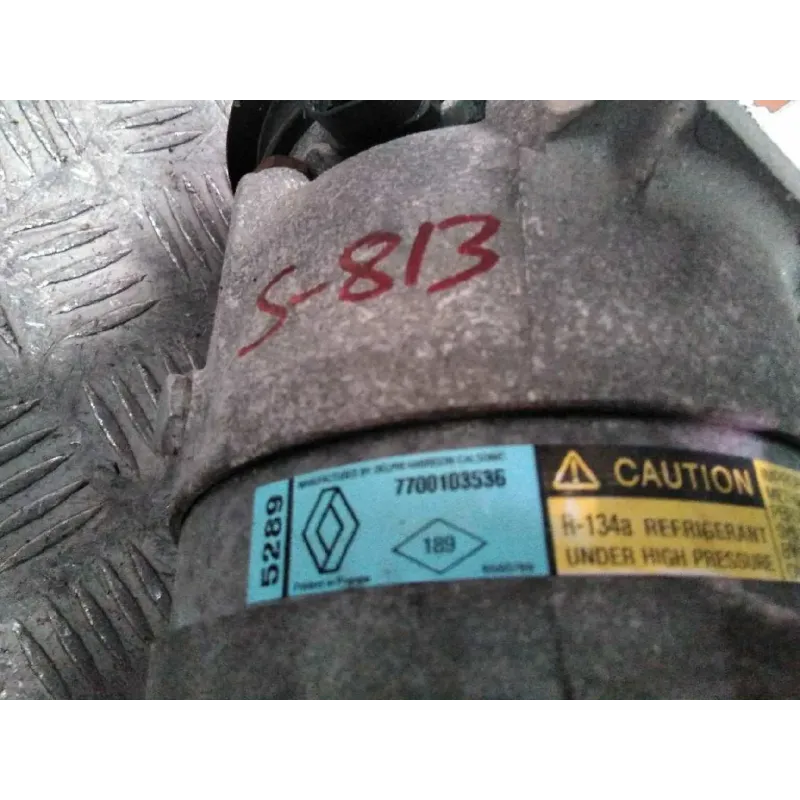 S-813
MANUFACTURED BY DELPHI HARRISON CALSONIC
7700103536
5289
189
CAUTION
R-134a REFRIGERANT
UNDER HIGH PRESSURE